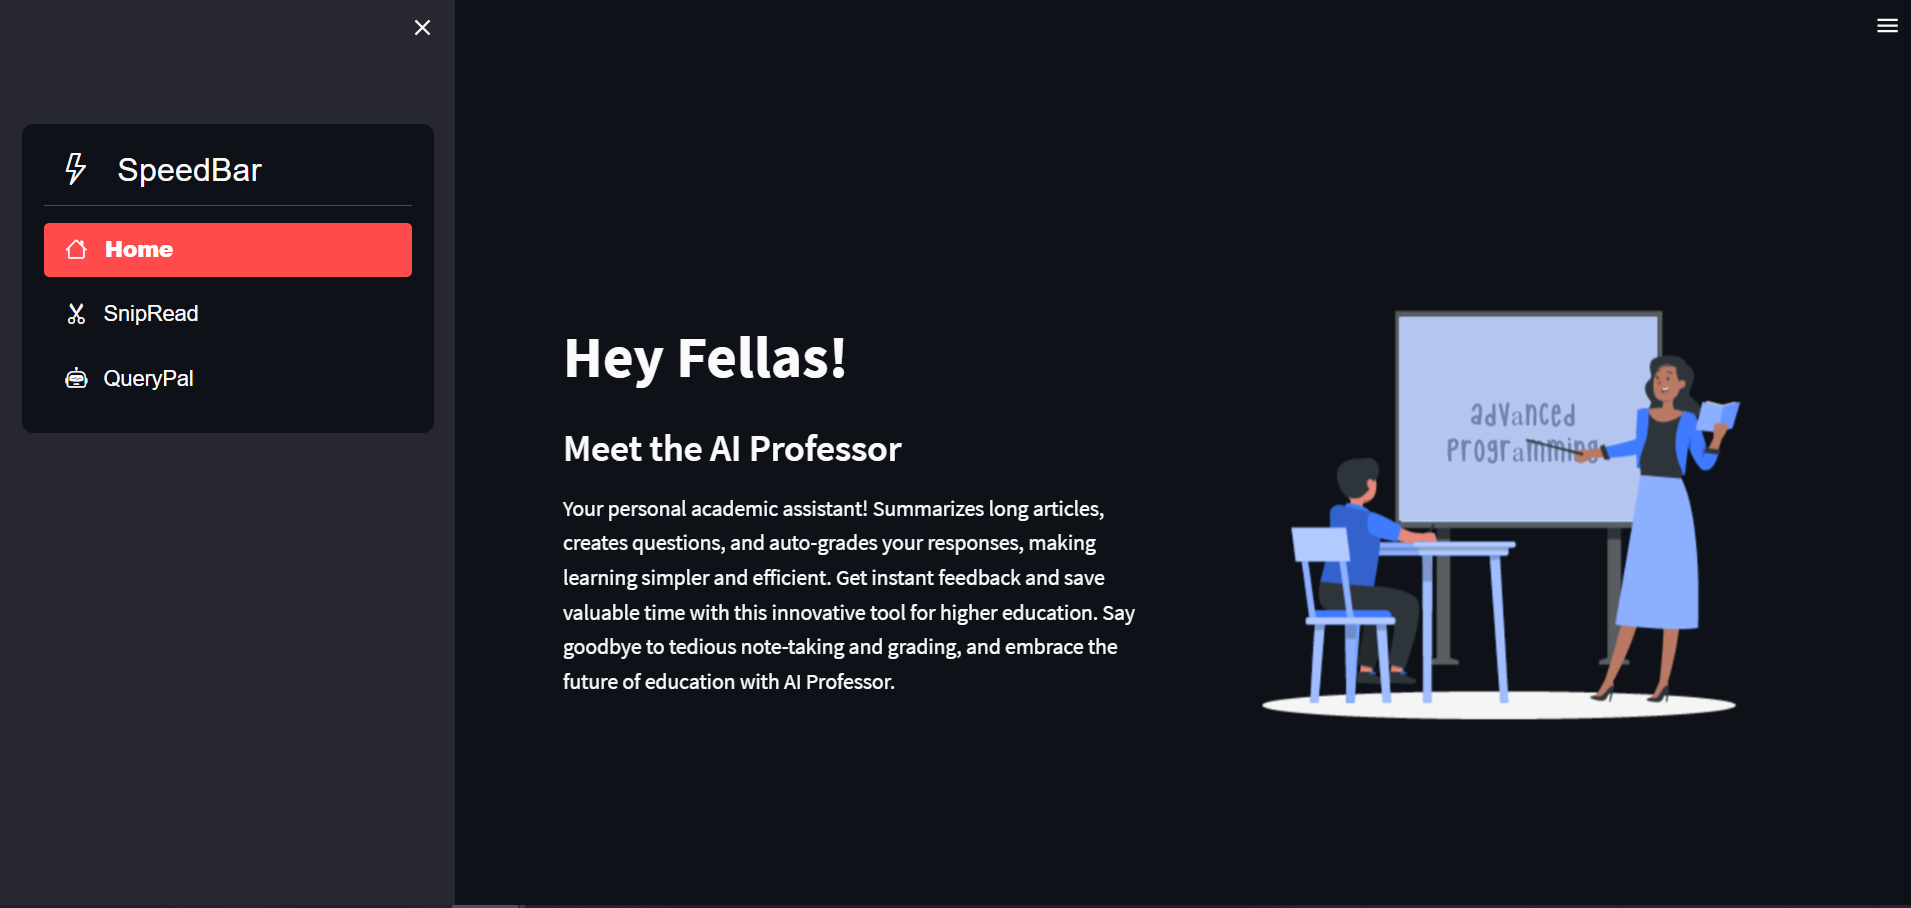 SpeedBar
Home
SnipRead
QueryPal
Hey Fellas!
Meet the AI Professor
Your personal academic assistant! Summarizes long articles,
creates questions, and auto-grades your responses, making
learning simpler and efficient. Get instant feedback and save
valuable time with this innovative tool for higher education. Say
goodbye to tedious note-taking and grading, and embrace the
future of education with AI Professor.
advanced
programming